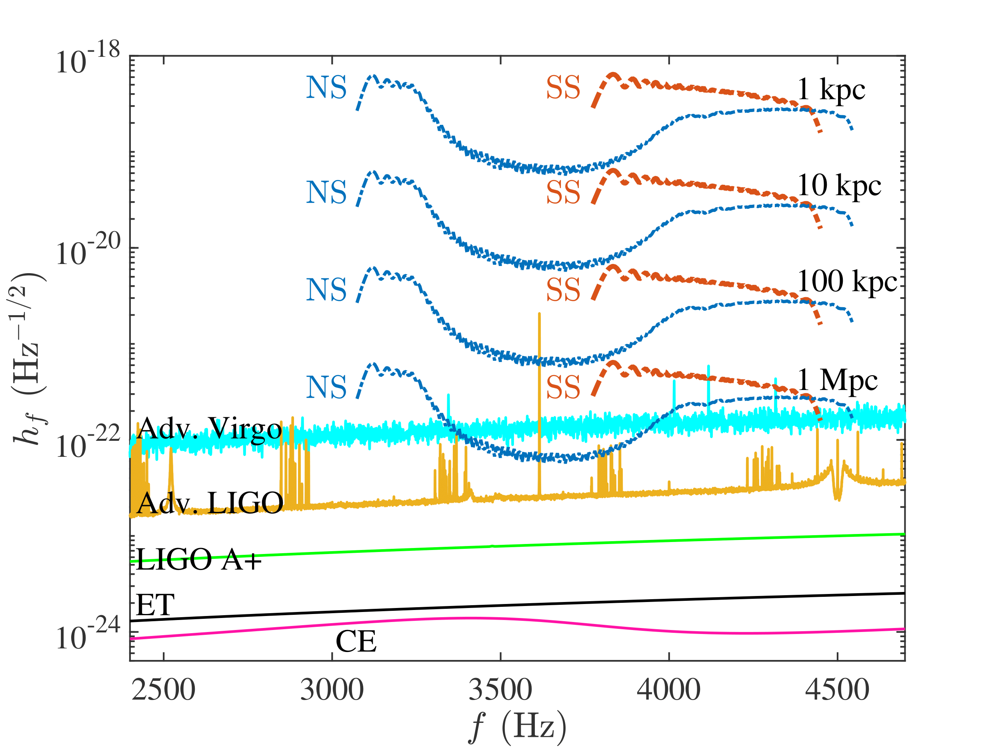 10^-18
NS SS 1 kpc
NS SS 10 kpc
10^-20
NS SS 100 kpc
NS SS 1 Mpc
Adv. Virgo
10^-22
Adv. LIGO
LIGO A+
ET
10^-24
CE
h_f (Hz^−1/2)
2500 3000 3500 4000 4500
f (Hz)